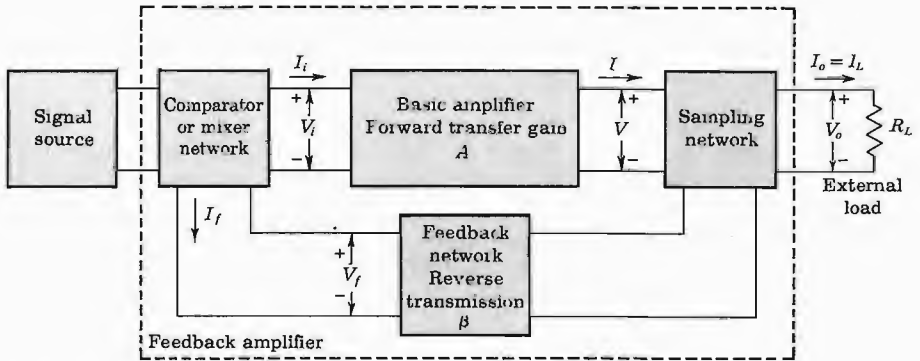 Signal
source
Comparator
or mixer
network
I_i
+
V_i
−
Basic amplifier
Forward transfer gain
A
I
+
V
−
Sampling
network
I_o = I_L
+
V_o
−
R_L
External
load
I_f
+
V_f
−
Feedback
network
Reverse
transmission
β
Feedback amplifier